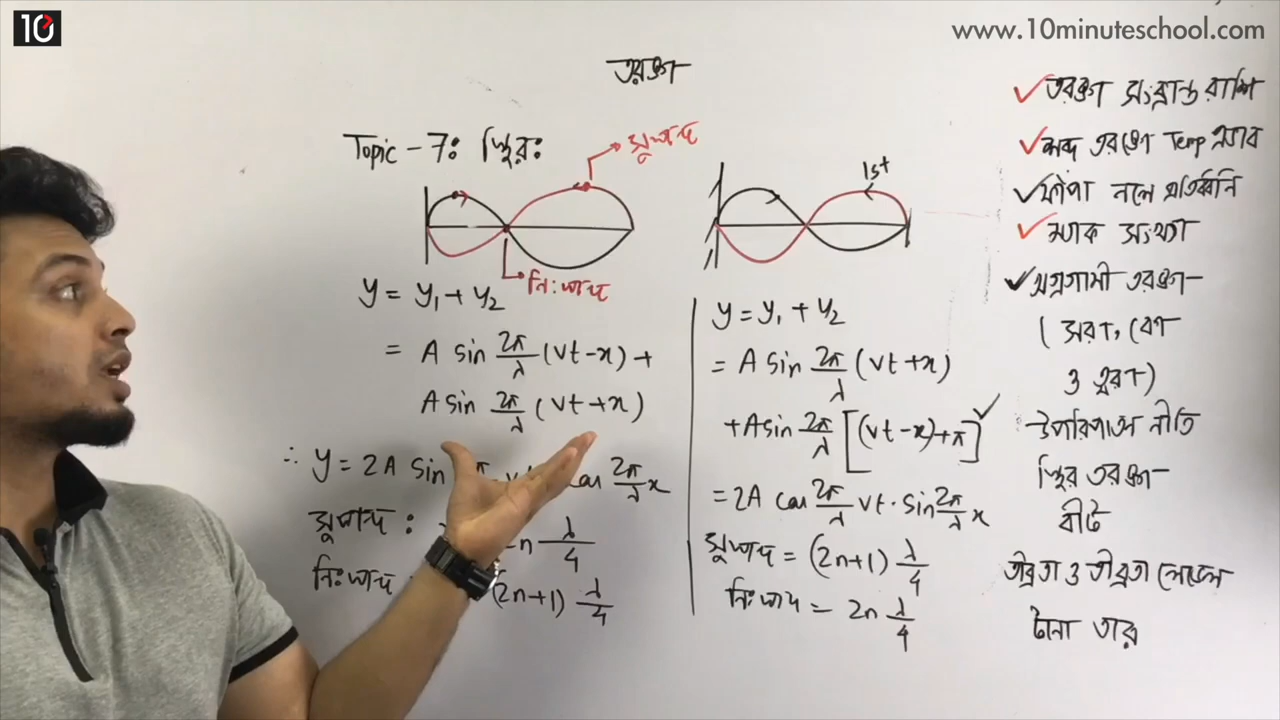 10
www.10minuteschool.com
তরঙ্গ
Topic - 7: স্থির:
সুস্পন্দ
নি:স্পন্দ
y = y₁ + y₂
= A sin 2π/λ (vt - x) +
A sin 2π/λ (vt + x)
∴ y = 2A sin cos 2π/λ x
সুস্পন্দ : n λ/4
নি:স্পন্দ (2n+1) λ/4
1st
y = y₁ + y₂
= A sin 2π/λ (vt + x)
+ A sin 2π/λ [(vt - x) + π]
= 2A cos 2π/λ vt · sin 2π/λ x
সুস্পন্দ = (2n+1) λ/4
নি:স্পন্দ = 2n λ/4
তরঙ্গ সংক্রান্ত রাশি
শব্দ তরঙ্গে Temp প্রভাব
ফাঁপা নলে প্রতিধ্বনি
ম্যাক সংখ্যা
অগ্রগামী তরঙ্গ -
( সরণ, বেগ
ও ত্বরণ)
উপরিপাতন নীতি
স্থির তরঙ্গ -
বীট
তীব্রতা ও তীব্রতা লেভেল
টানা তার